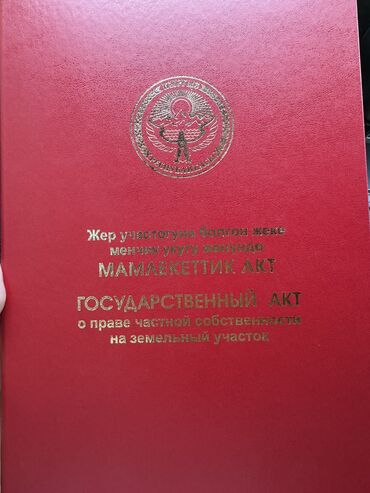 Жер участогуна болгон жеке
менчик укугу жөнүндө
МАМЛЕКЕТТИК АКТ
ГОСУДАРСТВЕННЫЙ АКТ
о праве частной собственности
на земельный участок